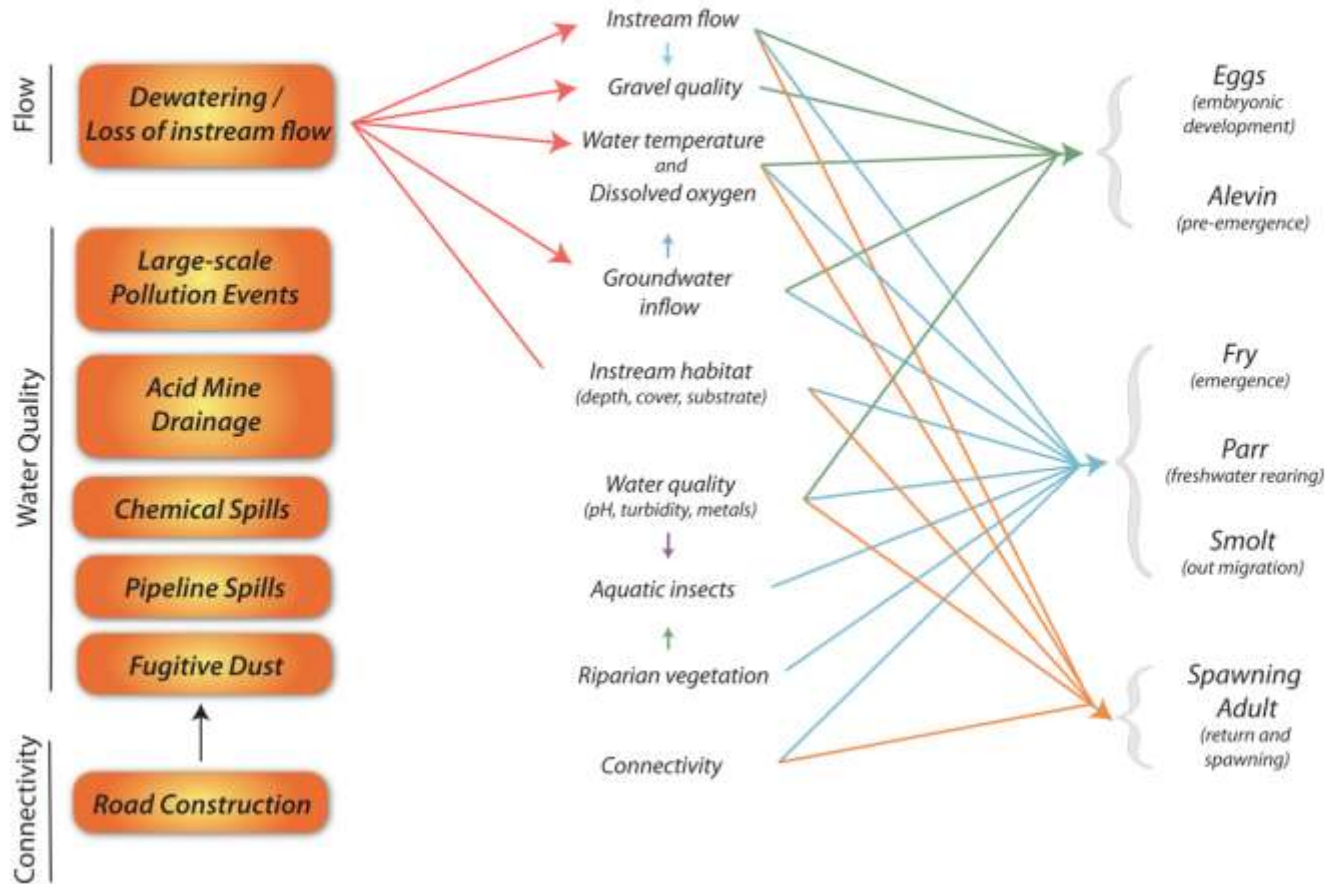 Flow
Dewatering /
Loss of instream flow
Water Quality
Large-scale
Pollution Events
Acid Mine
Drainage
Chemical Spills
Pipeline Spills
Fugitive Dust
Connectivity
Road Construction
Instream flow
Gravel quality
Water temperature
and
Dissolved oxygen
Groundwater
inflow
Instream habitat
(depth, cover, substrate)
Water quality
(pH, turbidity, metals)
Aquatic insects
Riparian vegetation
Connectivity
Eggs
(embryonic
development)
Alevin
(pre-emergence)
Fry
(emergence)
Parr
(freshwater rearing)
Smolt
(out migration)
Spawning
Adult
(return and
spawning)